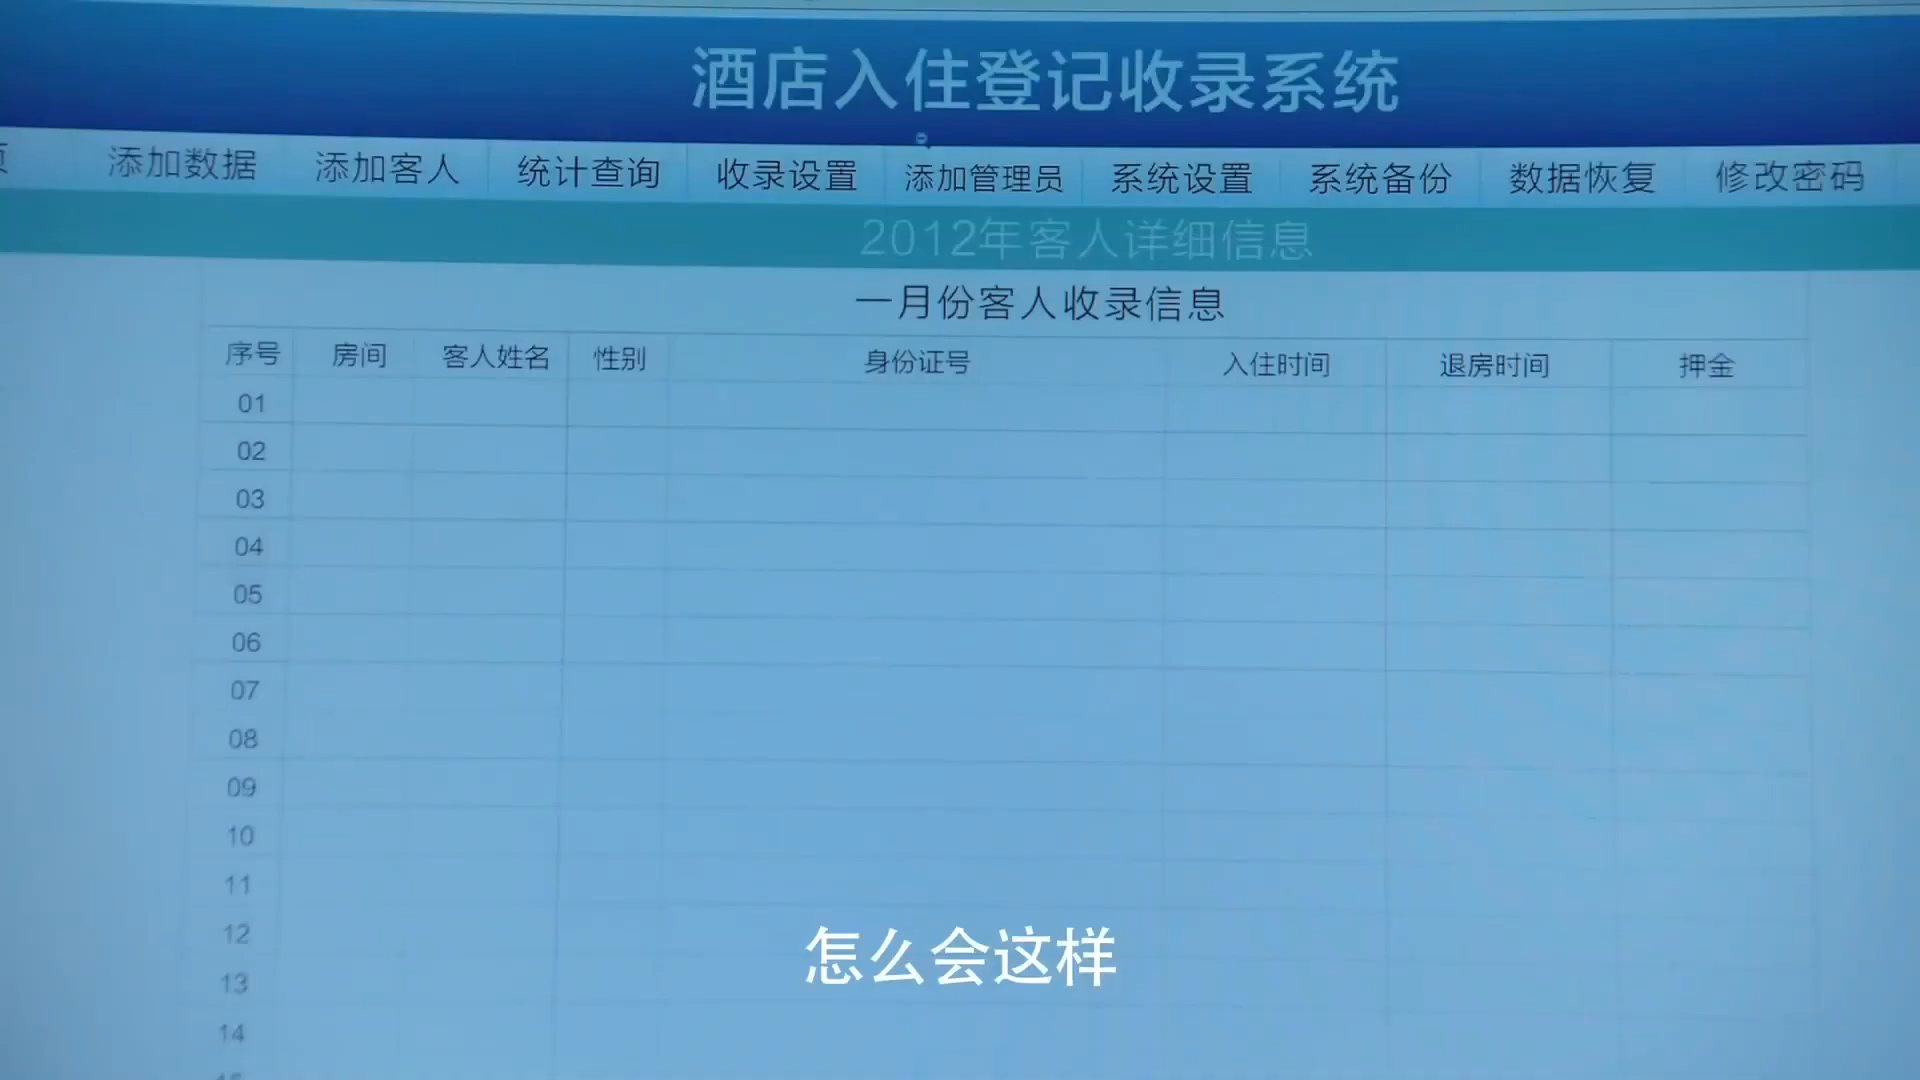 酒店入住登记收录系统
添加数据 添加客人 统计查询 收录设置 添加管理员 系统设置 系统备份 数据恢复 修改密码
2012年客人详细信息
一月份客人收录信息
序号 房间 客人姓名 性别 身份证号 入住时间 退房时间 押金
01
02
03
04
05
06
07
08
09
10
11
12
13
14
怎么会这样